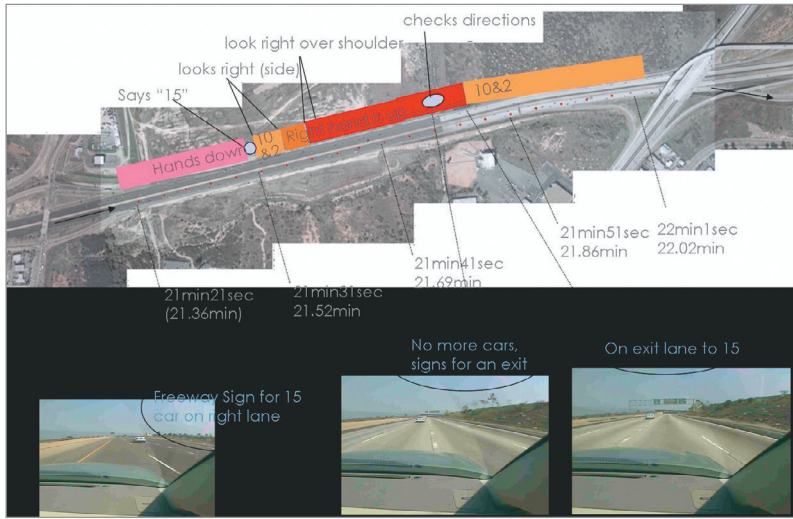 checks directions
look right over shoulder
looks right (side)
Says "15"
10&2
10
&2
Right hand is up
Hands down
21min51sec
21.86min
22min1sec
22.02min
21min41sec
21.69min
21min21sec
(21.36min)
21min31sec
21.52min
No more cars,
signs for an exit
On exit lane to 15
Freeway Sign for 15
car on right lane